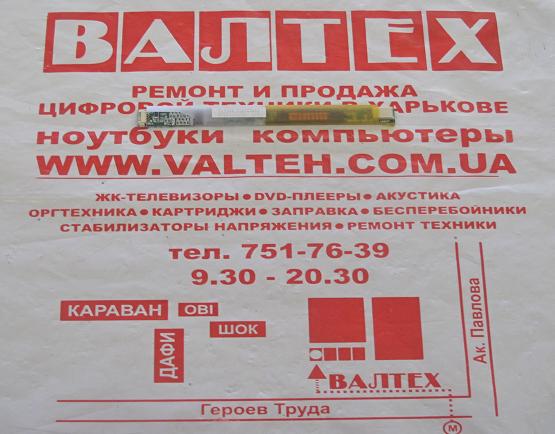 ВАЛТЕХ
РЕМОНТ И ПРОДАЖА
ЦИФРОВОЙ ТЕХНИКИ В ХАРЬКОВЕ
ноутбуки компьютеры
WWW.VALTEH.COM.UA
ЖК-ТЕЛЕВИЗОРЫ • DVD-ПЛЕЕРЫ • АКУСТИКА
ОРГТЕХНИКА • КАРТРИДЖИ • ЗАПРАВКА • БЕСПЕРЕБОЙНИКИ
СТАБИЛИЗАТОРЫ НАПРЯЖЕНИЯ • РЕМОНТ ТЕХНИКИ
тел. 751-76-39
9.30 - 20.30
КАРАВАН
ОВІ
ШОК
ДАФИ
ВАЛТЕХ
Ак. Павлова
Героев Труда
М